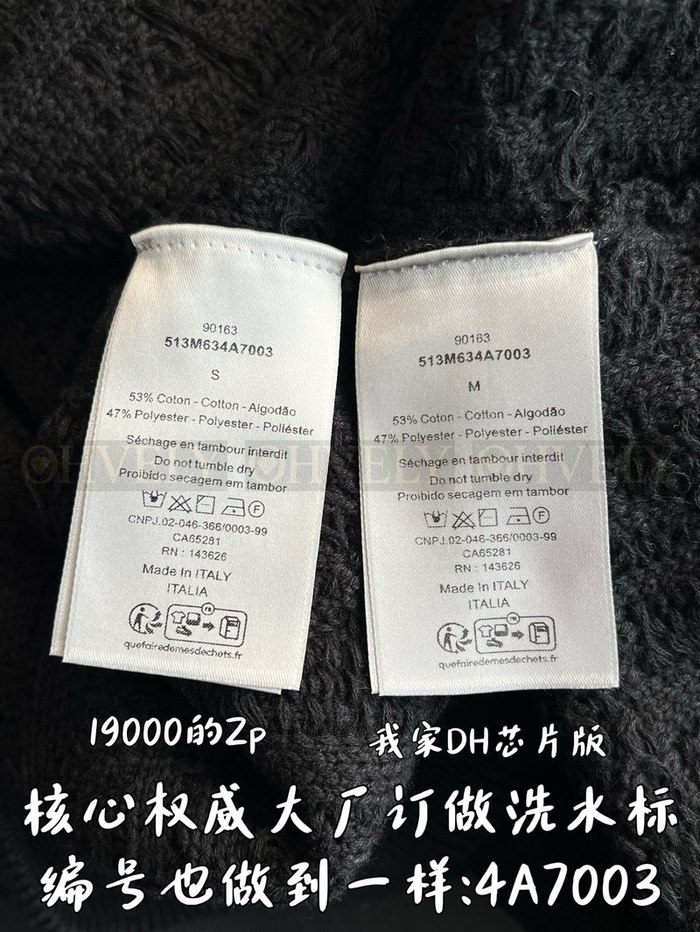 90163
513M634A7003
S
53% Coton - Cotton - Algodão
47% Polyester - Polyester - Poliéster
Séchage en tambour interdit
Do not tumble dry
Proibido secagem em tambor
CNPJ.02-046-366/0003-99
CA65281
RN : 143626
Made In ITALY
ITALIA
FR
quefairedemesdechets.fr
90163
513M634A7003
M
53% Coton - Cotton - Algodão
47% Polyester - Polyester - Poliéster
Séchage en tambour interdit
Do not tumble dry
Proibido secagem em tambor
CNPJ.02-046-366/0003-99
CA65281
RN : 143626
Made In ITALY
ITALIA
FR
quefairedemesdechets.fr
19000的Zp
我家DH芯片版
核心权威大厂订做洗水标
编号也做到一样:4A7003